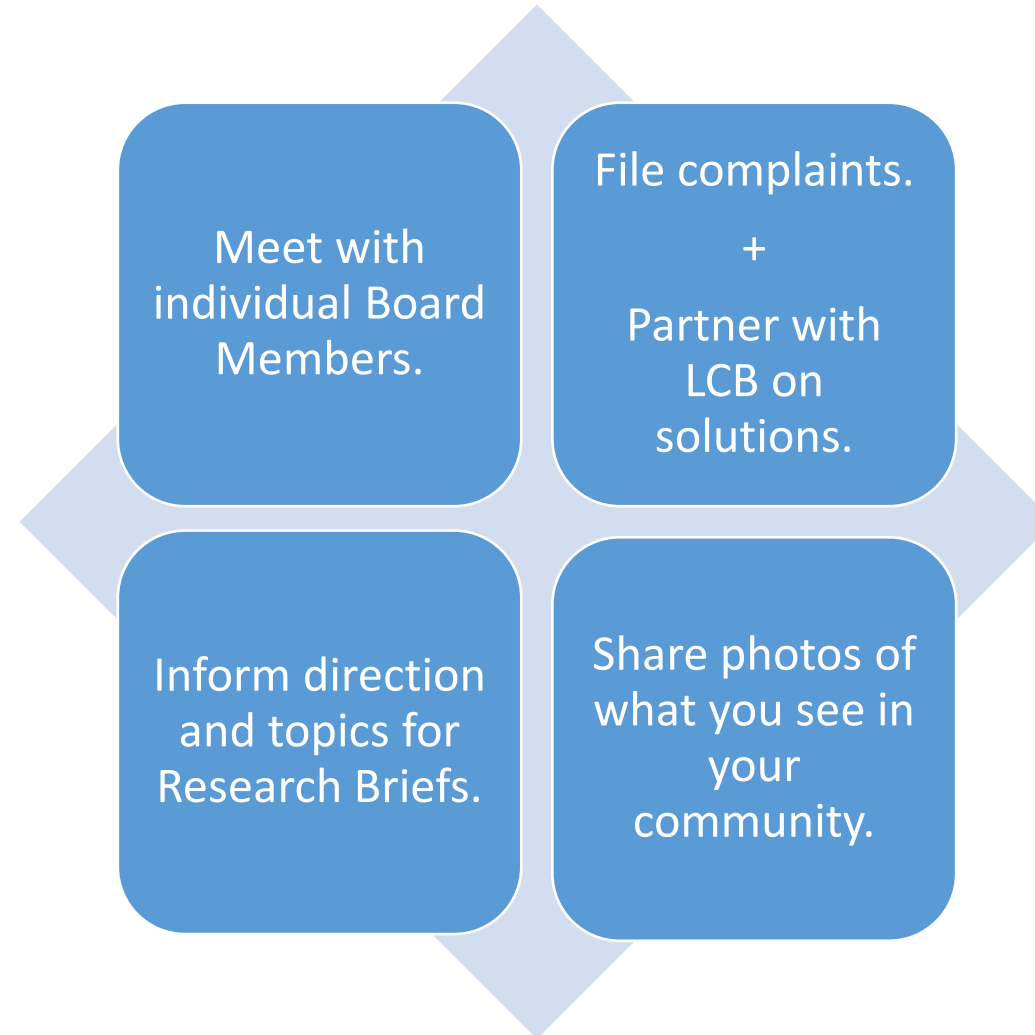 Meet with
individual Board
Members.
File complaints.
+
Partner with
LCB on
solutions.
Inform direction
and topics for
Research Briefs.
Share photos of
what you see in
your
community.